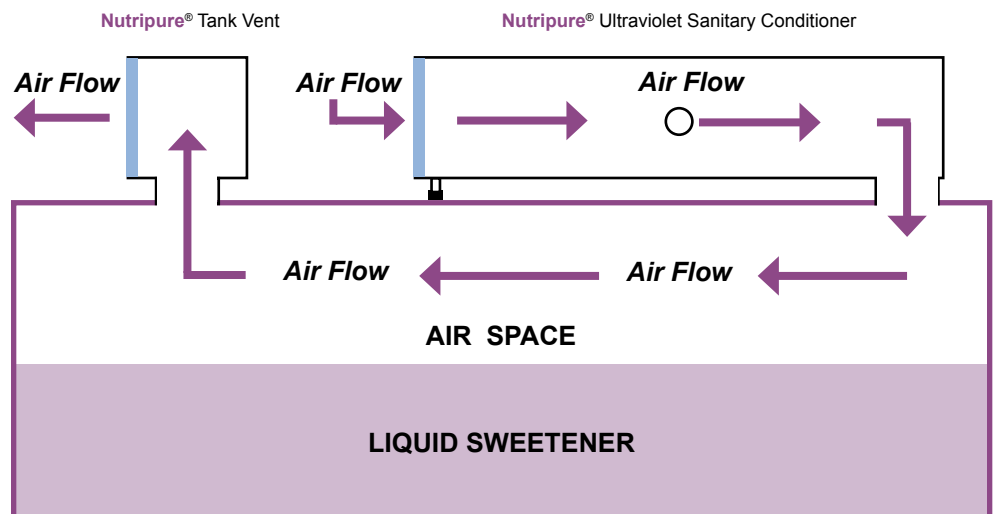 Nutripure® Tank Vent
Nutripure® Ultraviolet Sanitary Conditioner
Air Flow
Air Flow
Air Flow
Air Flow
Air Flow
AIR SPACE
LIQUID SWEETENER